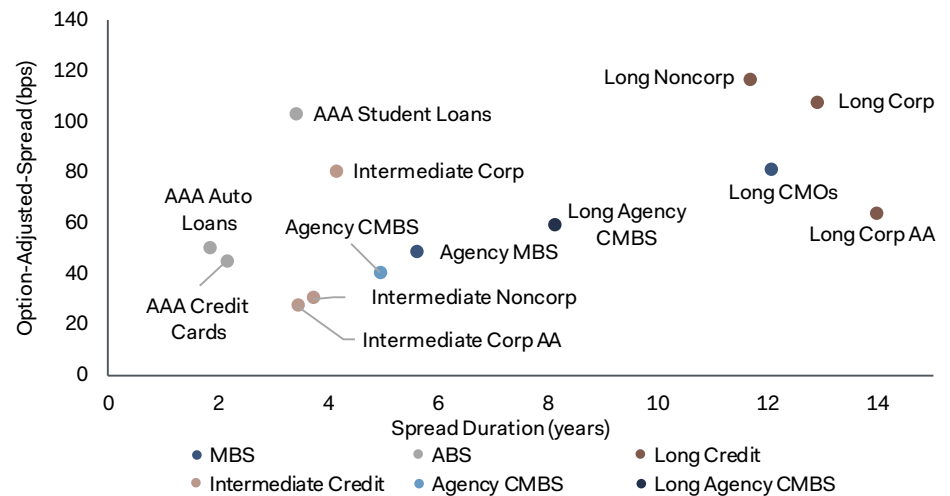 Option-Adjusted-Spread (bps)
140
120
100
80
60
40
20
0
Long Noncorp
Long Corp
AAA Student Loans
Intermediate Corp
Long CMOs
AAA Auto
Loans
Long Agency
CMBS
Agency CMBS
Long Corp AA
Agency MBS
AAA Credit
Cards
Intermediate Noncorp
Intermediate Corp AA
0 2 4 6 8 10 12 14
Spread Duration (years)
MBS ABS Long Credit
Intermediate Credit Agency CMBS Long Agency CMBS